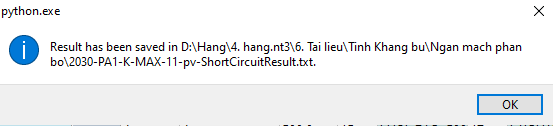 python.exe
Result has been saved in D:\Hang\4. hang.nt3\6. Tai lieu\Tinh Khang bu\Ngan mach phan
bo\2030-PA1-K-MAX-11-pv-ShortCircuitResult.txt.
OK